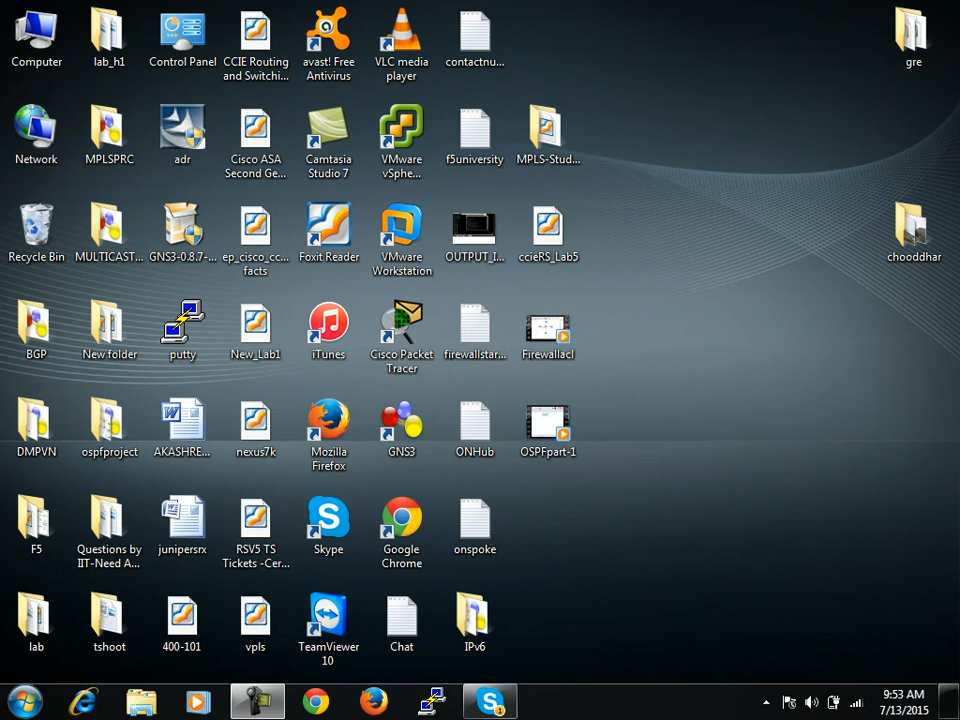 Computer
lab_h1
Control Panel
CCIE Routing
and Switchi...
avast! Free
Antivirus
VLC media
player
contactnu...
gre
Network
MPLSPRC
adr
Cisco ASA
Second Ge...
Camtasia
Studio 7
VMware
vSphe...
f5university
MPLS-Stud...
Recycle Bin
MULTICAST...
GNS3-0.8.7-...
ep_cisco_cc...
facts
Foxit Reader
VMware
Workstation
OUTPUT_I...
ccieRS_Lab5
chooddhar
BGP
New folder
putty
New_Lab1
iTunes
Cisco Packet
Tracer
firewallstar...
Firewallacl
DMPVN
ospfproject
AKASHRE...
nexus7k
Mozilla
Firefox
GNS3
ONHub
OSPFpart-1
F5
Questions by
IIT-Need A...
junipersrx
RSV5 TS
Tickets -Cer...
Skype
Google
Chrome
onspoke
lab
tshoot
400-101
vpls
TeamViewer
10
Chat
IPv6
9:53 AM
7/13/2015